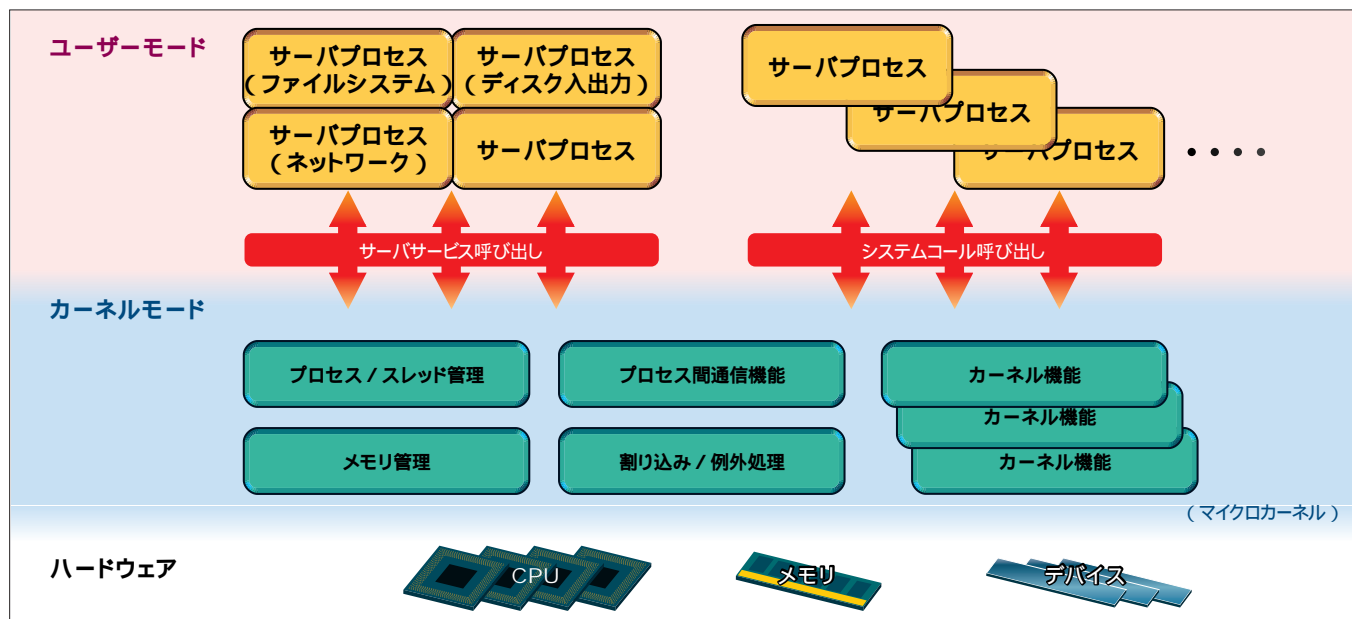 ユーザーモード
サーバプロセス
(ファイルシステム)
サーバプロセス
(ディスク入出力)
サーバプロセス
(ネットワーク)
サーバプロセス
サーバプロセス
サーバプロセス
サーバプロセス
・・・・
サーバサービス呼び出し
システムコール呼び出し
カーネルモード
プロセス / スレッド管理
プロセス間通信機能
カーネル機能
カーネル機能
メモリ管理
割り込み / 例外処理
カーネル機能
(マイクロカーネル)
ハードウェア
CPU
メモリ
デバイス